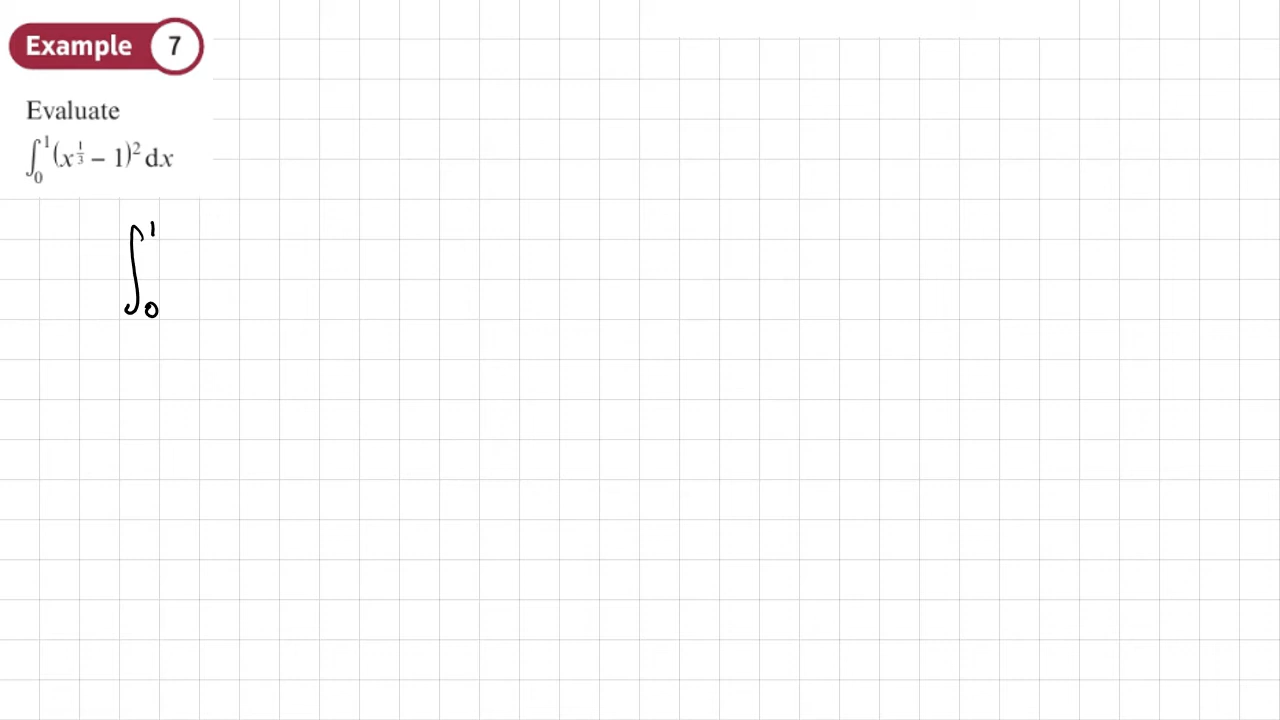 Example 7
Evaluate
∫₀¹(x^{1/3} − 1)² dx
∫₀¹